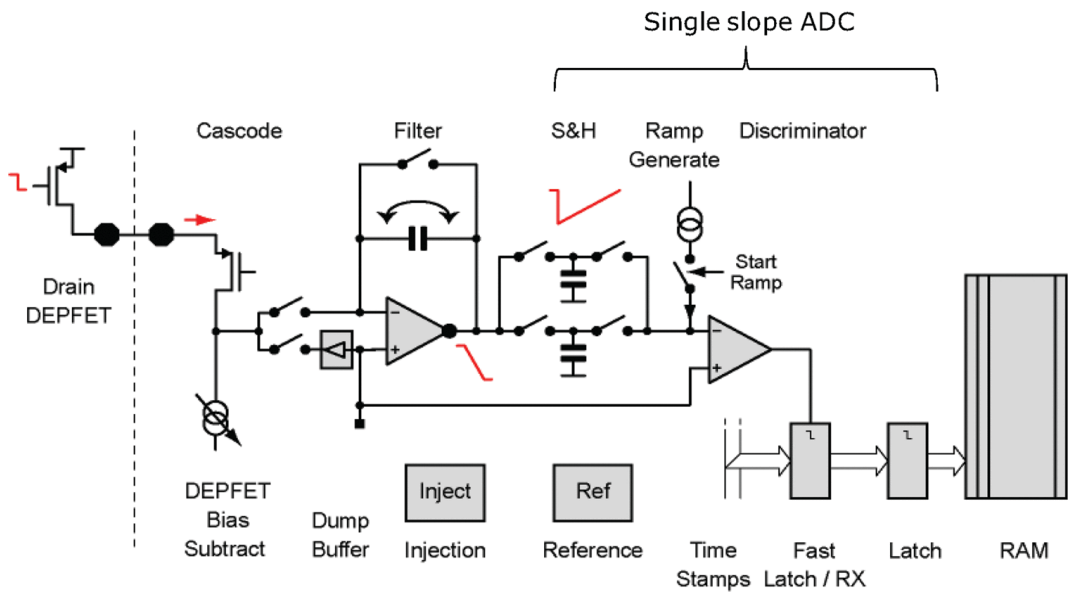 Single slope ADC
Cascode
Filter
S&H
Ramp
Generate
Discriminator
Drain
DEPFET
Start
Ramp
−
+
−
+
DEPFET
Bias
Subtract
Dump
Buffer
Inject
Injection
Ref
Reference
Time
Stamps
Fast
Latch / RX
Latch
RAM